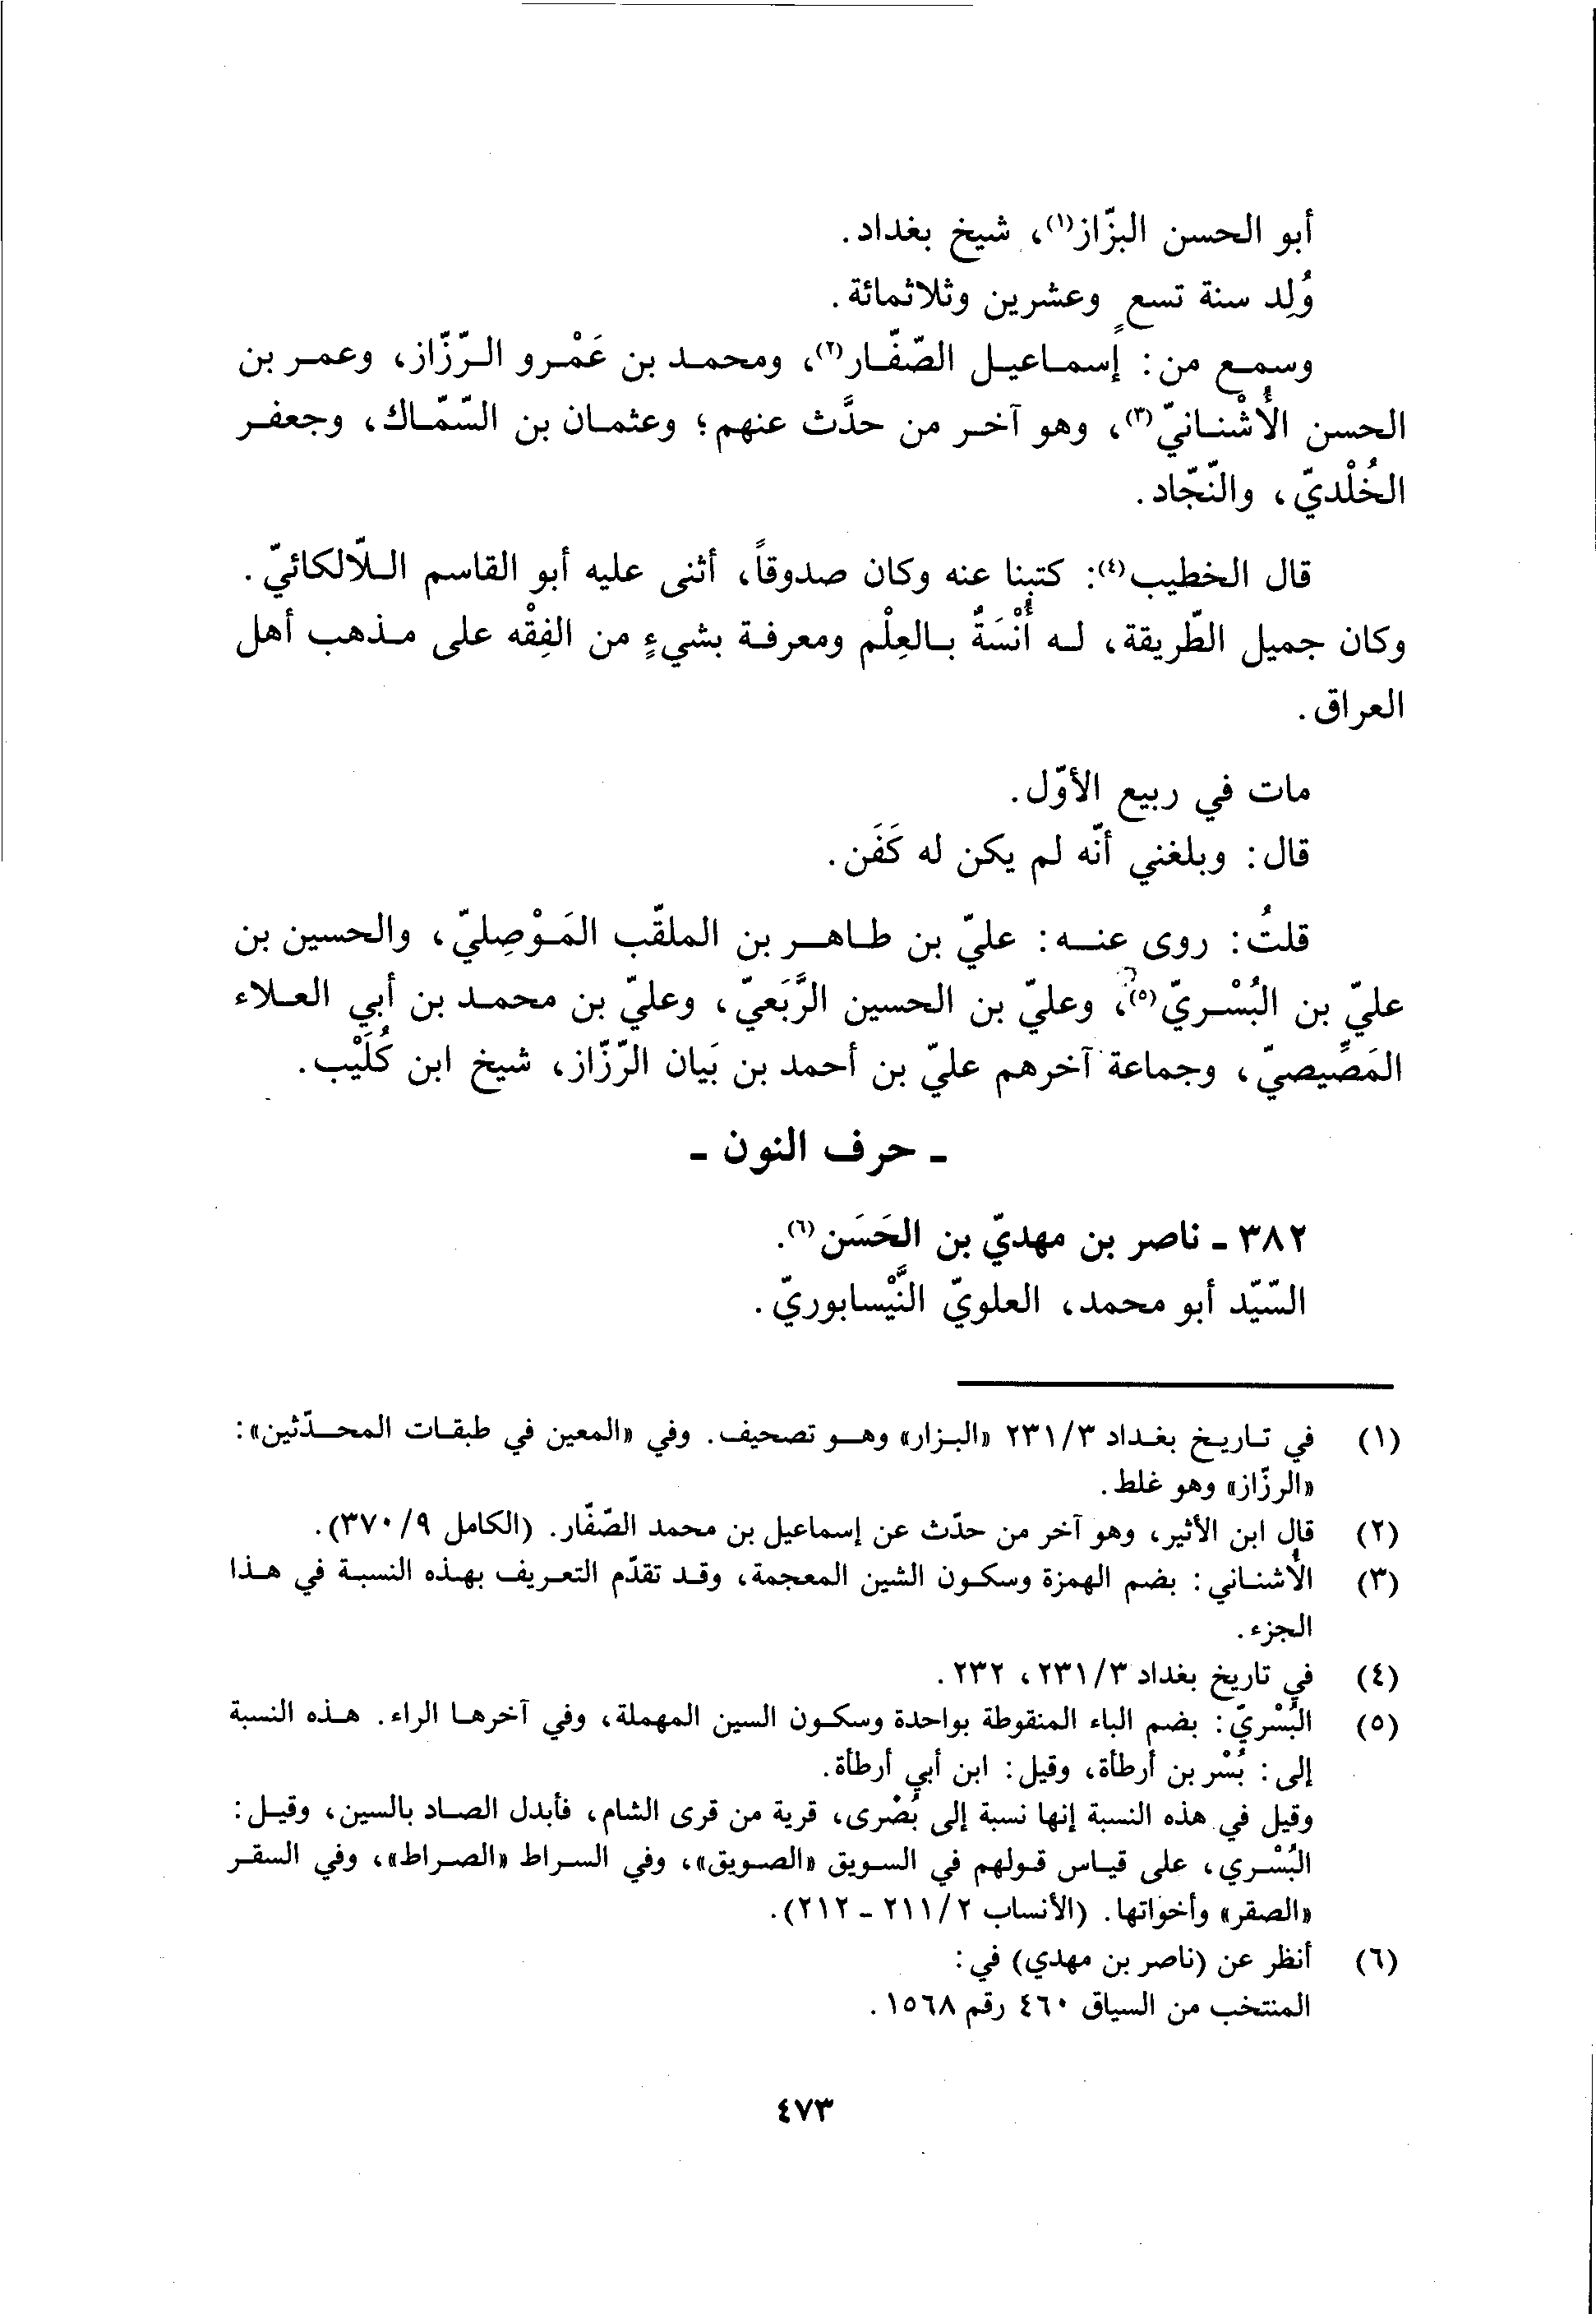 أبو الحسن البزّاز(١)، شيخ بغداد.
وُلِد سنة تسعٍ وعشرين وثلاثمائة.
وسمع من: إسماعيل الصّفّار(٢)، ومحمد بن عَمْرو الرّزّاز، وعمر بن
الحسن الأُشْنانيّ(٣)، وهو آخر من حدَّث عنهم؛ وعثمان بن السّمّاك، وجعفر
الخُلْديّ، والنّجّاد.
قال الخطيب(٤): كتبنا عنه وكان صدوقاً، أثنى عليه أبو القاسم اللّالكائيّ.
وكان جميل الطّريقة، له أُنْسَةٌ بالعِلْم ومعرفة بشيءٍ من الفِقْه على مذهب أهل
العراق.
مات في ربيع الأوّل.
قال: وبلغني أنّه لم يكن له كَفَن.
قلتُ: روى عنه: عليّ بن طاهر بن الملقّب المَوْصِليّ، والحسين بن
عليّ بن البُسْريّ(٥)، وعليّ بن الحسين الرَّبَعيّ، وعليّ بن محمد بن أبي العلاء
المَصِّيصيّ، وجماعة آخرهم عليّ بن أحمد بن بَيان الرّزّاز، شيخ ابن كُلَيْب.
ـ حرف النون ـ
٣٨٢ ـ ناصر بن مهديّ بن الحَسَن(٦).
السّيّد أبو محمد، العلويّ النَّيْسابوريّ.
(١) في تاريخ بغداد ٢٣١/٣ «البزار» وهو تصحيف. وفي «المعين في طبقات المحدّثين»:
«الرزّاز» وهو غلط.
(٢) قال ابن الأثير، وهو آخر من حدّث عن إسماعيل بن محمد الصّفّار. (الكامل ٣٧٠/٩).
(٣) الأُشناني: بضم الهمزة وسكون الشين المعجمة، وقد تقدّم التعريف بهذه النسبة في هذا
الجزء.
(٤) في تاريخ بغداد ٢٣١/٣، ٢٣٢.
(٥) البُسْريّ: بضم الباء المنقوطة بواحدة وسكون السين المهملة، وفي آخرها الراء. هذه النسبة
إلى: بُسْر بن أرطأة، وقيل: ابن أبي أرطأة.
وقيل في هذه النسبة إنها نسبة إلى بُصْرى، قرية من قرى الشام، فأبدل الصاد بالسين، وقيل:
البُسْري، على قياس قولهم في السويق «الصويق»، وفي السراط «الصراط»، وفي السقر
«الصقر» وأخواتها. (الأنساب ٢١١/٢ ـ ٢١٢).
(٦) أنظر عن (ناصر بن مهدي) في:
المنتخب من السياق ٤٦٠ رقم ١٥٦٨.
٤٧٣